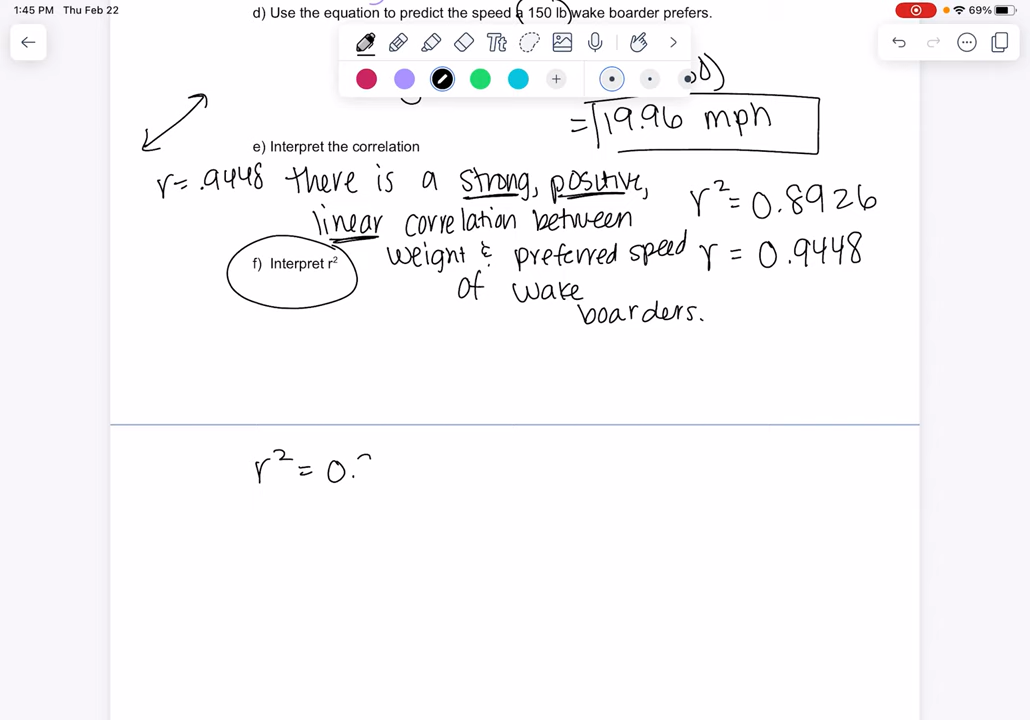 1:45 PM Thu Feb 22
69%
d) Use the equation to predict the speed a 150 lb wake boarder prefers.
Tt
= 19.96 mph
e) Interpret the correlation
r = .9448 there is a strong, positive,
linear correlation between
weight & preferred speed
of wake
boarders.
r² = 0.8926
r = 0.9448
f) Interpret r²
r² = 0.